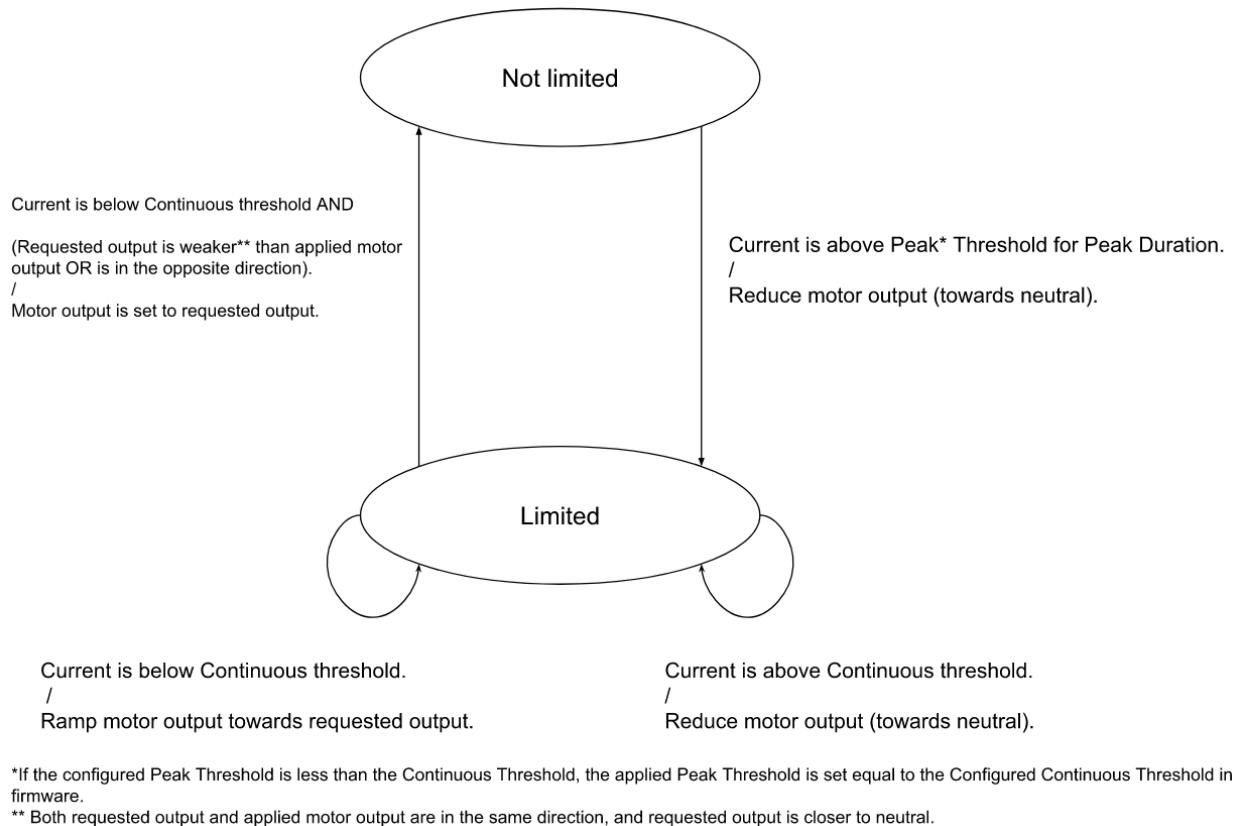 Not limited
Current is below Continuous threshold AND
(Requested output is weaker** than applied motor
output OR is in the opposite direction).
/
Motor output is set to requested output.
Current is above Peak* Threshold for Peak Duration.
/
Reduce motor output (towards neutral).
Limited
Current is below Continuous threshold.
/
Ramp motor output towards requested output.
Current is above Continuous threshold.
/
Reduce motor output (towards neutral).
*If the configured Peak Threshold is less than the Continuous Threshold, the applied Peak Threshold is set equal to the Configured Continuous Threshold in
firmware.
** Both requested output and applied motor output are in the same direction, and requested output is closer to neutral.